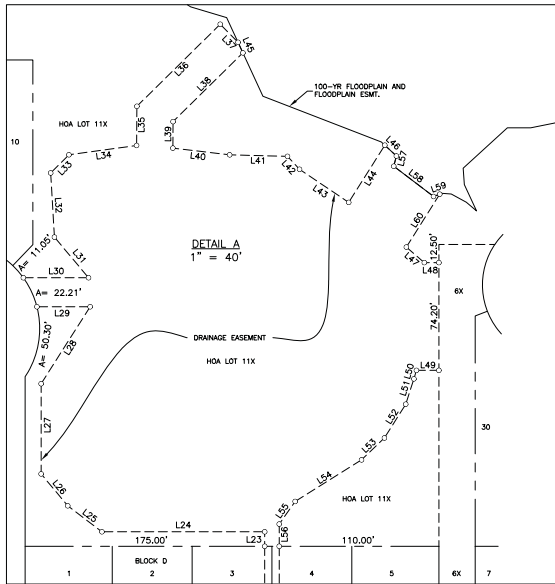 L37
L45
L36
L38
100-YR FLOODPLAIN AND
FLOODPLAIN ESMT.
HOA LOT 11X
10
L35
L39
L34
L33
L40
L41
L42
L43
L44
L46
L57
L58
L59
L60
L32
A= 11.05'
L31
L30
DETAIL A
1" = 40'
L47
L48
12.50'
A= 22.21'
L29
6X
74.20'
A= 50.30'
L28
DRAINAGE EASEMENT
HOA LOT 11X
L49
L50
L51
L27
L52
30
L53
L26
L54
HOA LOT 11X
L25
L24
L55
L23
L56
175.00'
110.00'
BLOCK D
1
2
3
4
5
6X
7